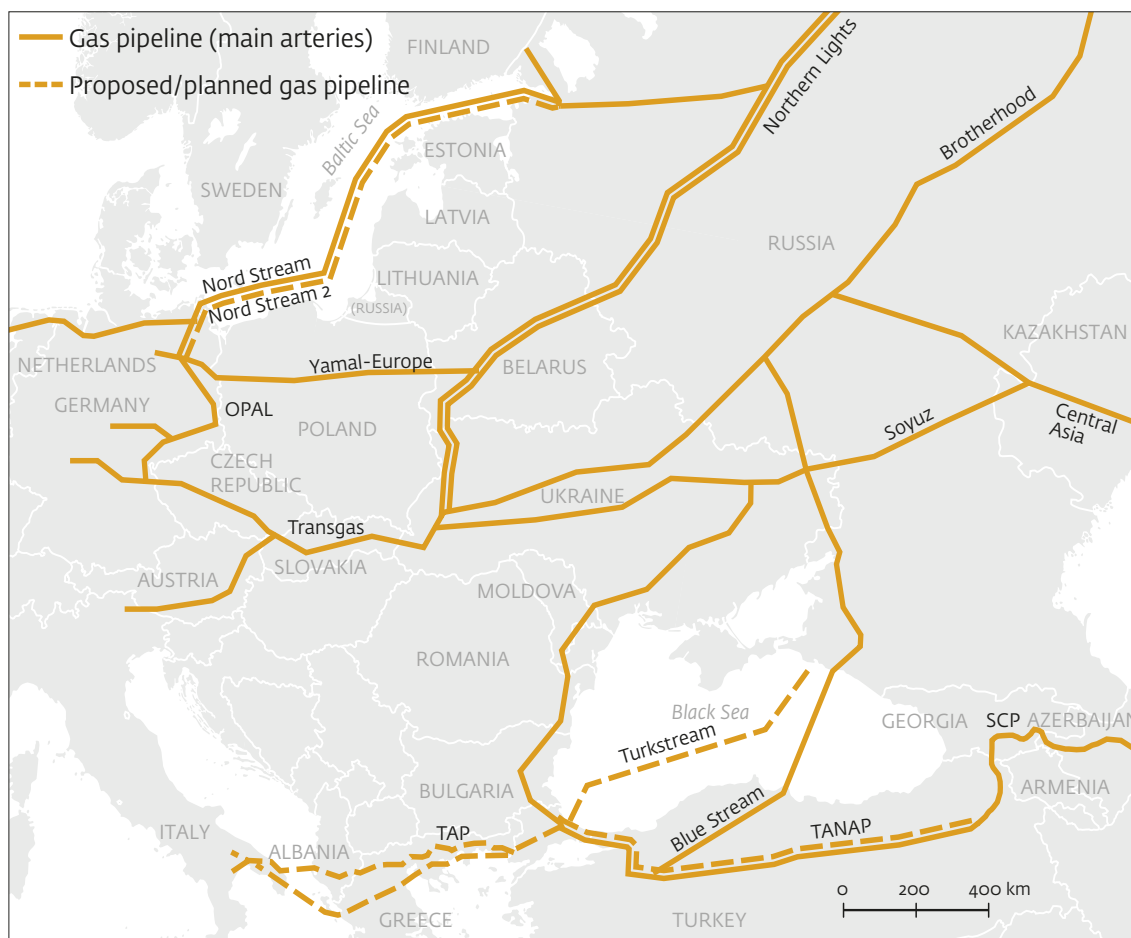 Gas pipeline (main arteries)
Proposed/planned gas pipeline
FINLAND
Northern Lights
Brotherhood
Baltic Sea
ESTONIA
SWEDEN
LATVIA
RUSSIA
LITHUANIA
Nord Stream
Nord Stream 2
(RUSSIA)
KAZAKHSTAN
NETHERLANDS
Yamal-Europe
BELARUS
GERMANY
OPAL
POLAND
Soyuz
Central
Asia
CZECH
REPUBLIC
UKRAINE
Transgas
SLOVAKIA
AUSTRIA
MOLDOVA
ROMANIA
Black Sea
GEORGIA
SCP
AZERBAIJAN
Turkstream
BULGARIA
ARMENIA
Blue Stream
ITALY
TAP
TANAP
ALBANIA
GREECE
TURKEY
0 200 400 km